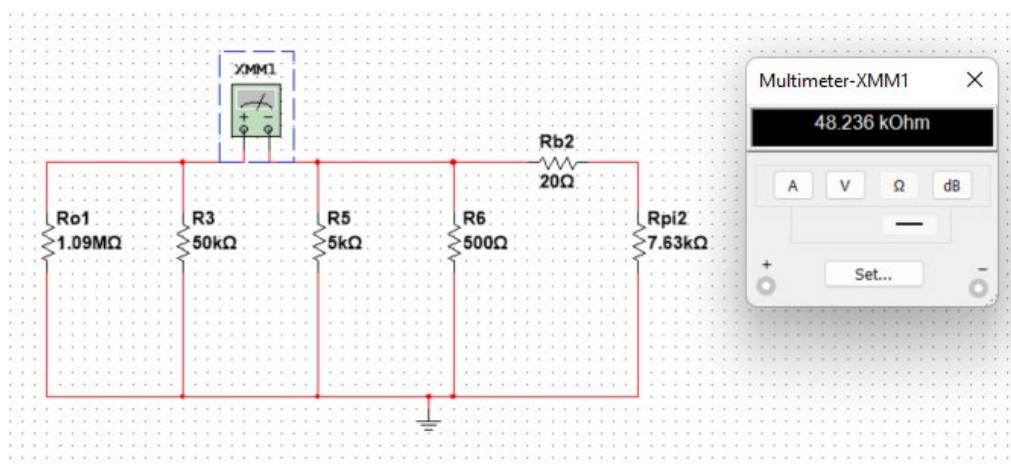 XMM1
Ro1
1.09MΩ
R3
50kΩ
R5
5kΩ
R6
500Ω
Rb2
20Ω
Rpi2
7.63kΩ
Multimeter-XMM1
48.236 kOhm
A
V
Ω
dB
Set...